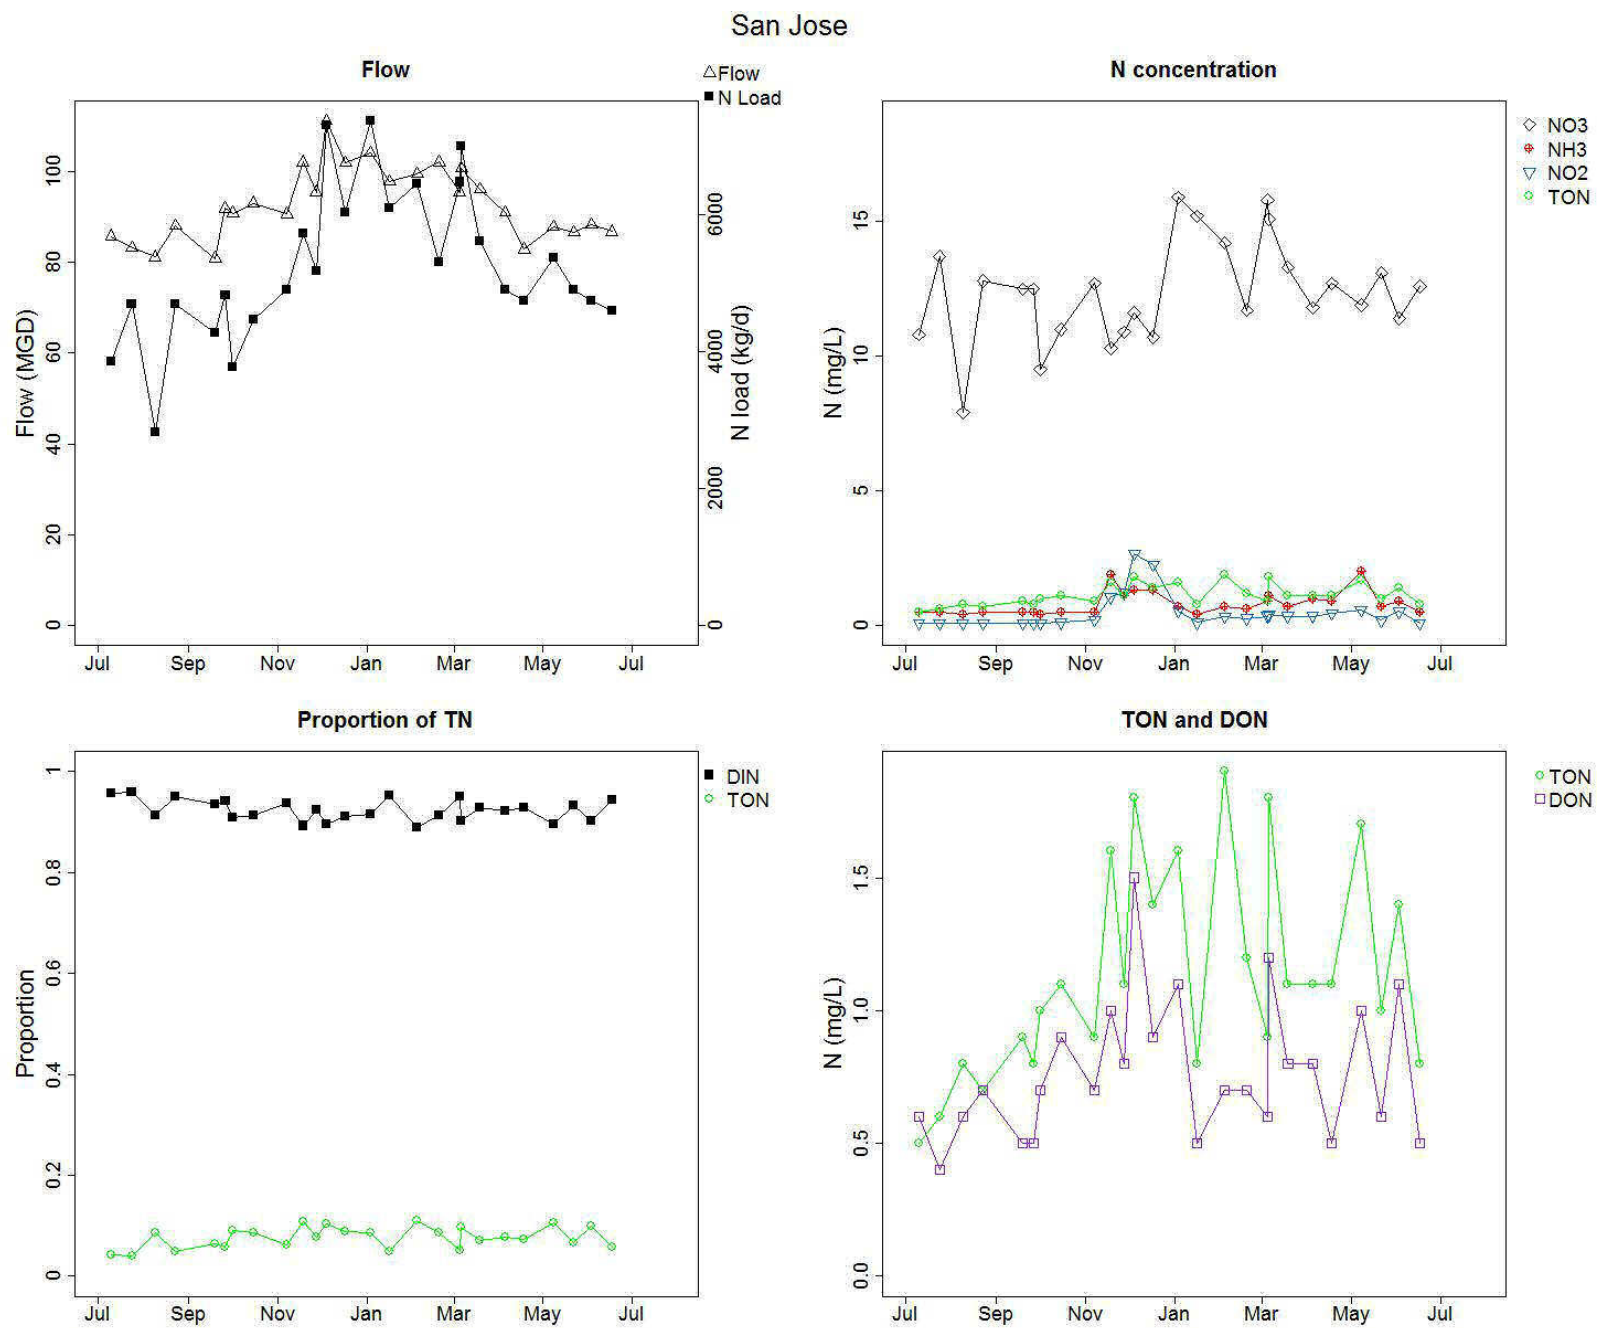 San Jose
Flow
Flow
N Load
Flow (MGD)
0
20
40
60
80
100
N load (kg/d)
0
2000
4000
6000
Jul Sep Nov Jan Mar May Jul
N concentration
NO3
NH3
NO2
TON
N (mg/L)
0
5
10
15
Jul Sep Nov Jan Mar May Jul
Proportion of TN
DIN
TON
Proportion
0
0.2
0.4
0.6
0.8
1
Jul Sep Nov Jan Mar May Jul
TON and DON
TON
DON
N (mg/L)
0.0
0.5
1.0
1.5
Jul Sep Nov Jan Mar May Jul